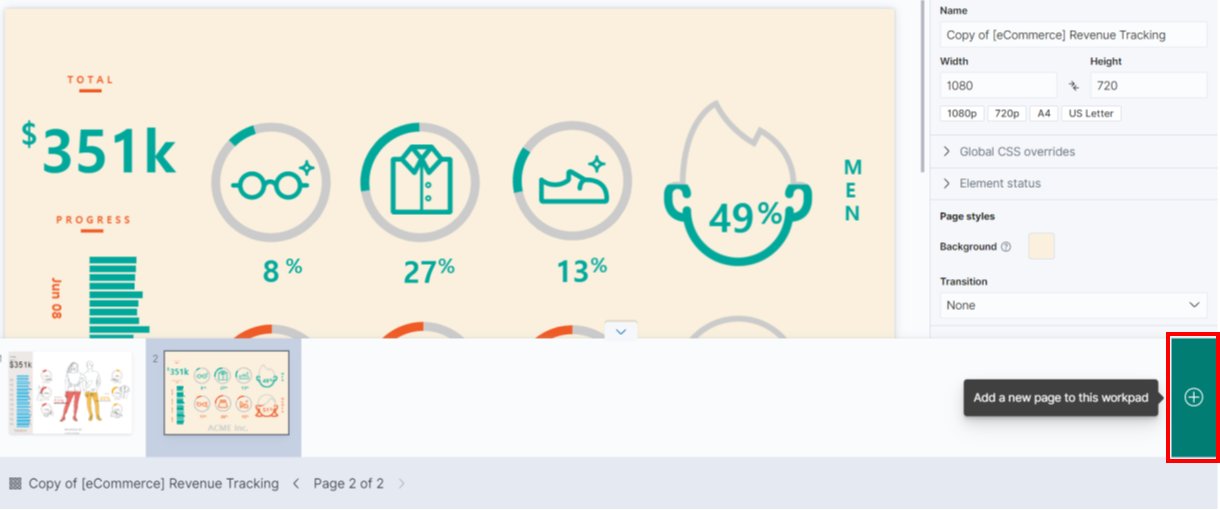 Name
Copy of [eCommerce] Revenue Tracking
Width
Height
1080
720
1080p
720p
A4
US Letter
Global CSS overrides
Element status
Page styles
Background
Transition
None
TOTAL
$351k
PROGRESS
Jun 08
8%
27%
13%
49%
MEN
$351k
2
$351k
ACME Inc.
Add a new page to this workpad
Copy of [eCommerce] Revenue Tracking
Page 2 of 2